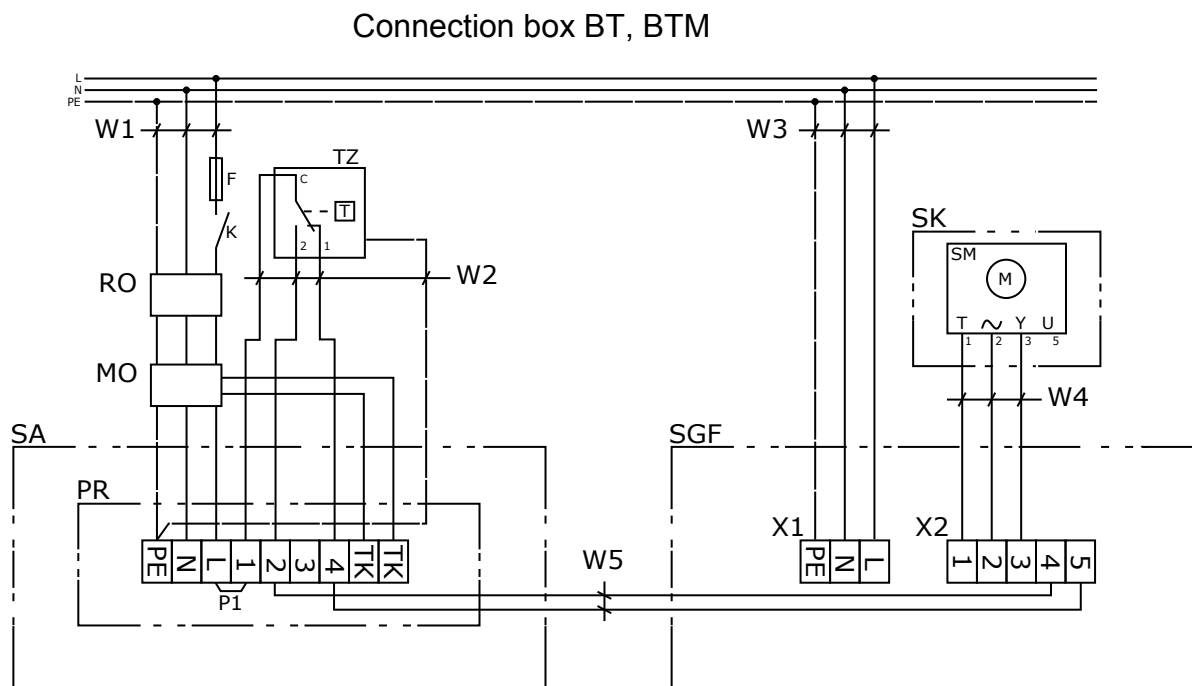 Connection box BT, BTM
L
N
PE
W1
W3
TZ
F
C
T
K
2 1
W2
RO
MO
SK
SM
M
T ~ Y U
1 2 3 5
W4
SA
SGF
PR
X1
X2
PE N L 1 2 3 4 TK TK
PE N L
1 2 3 4 5
P1
W5